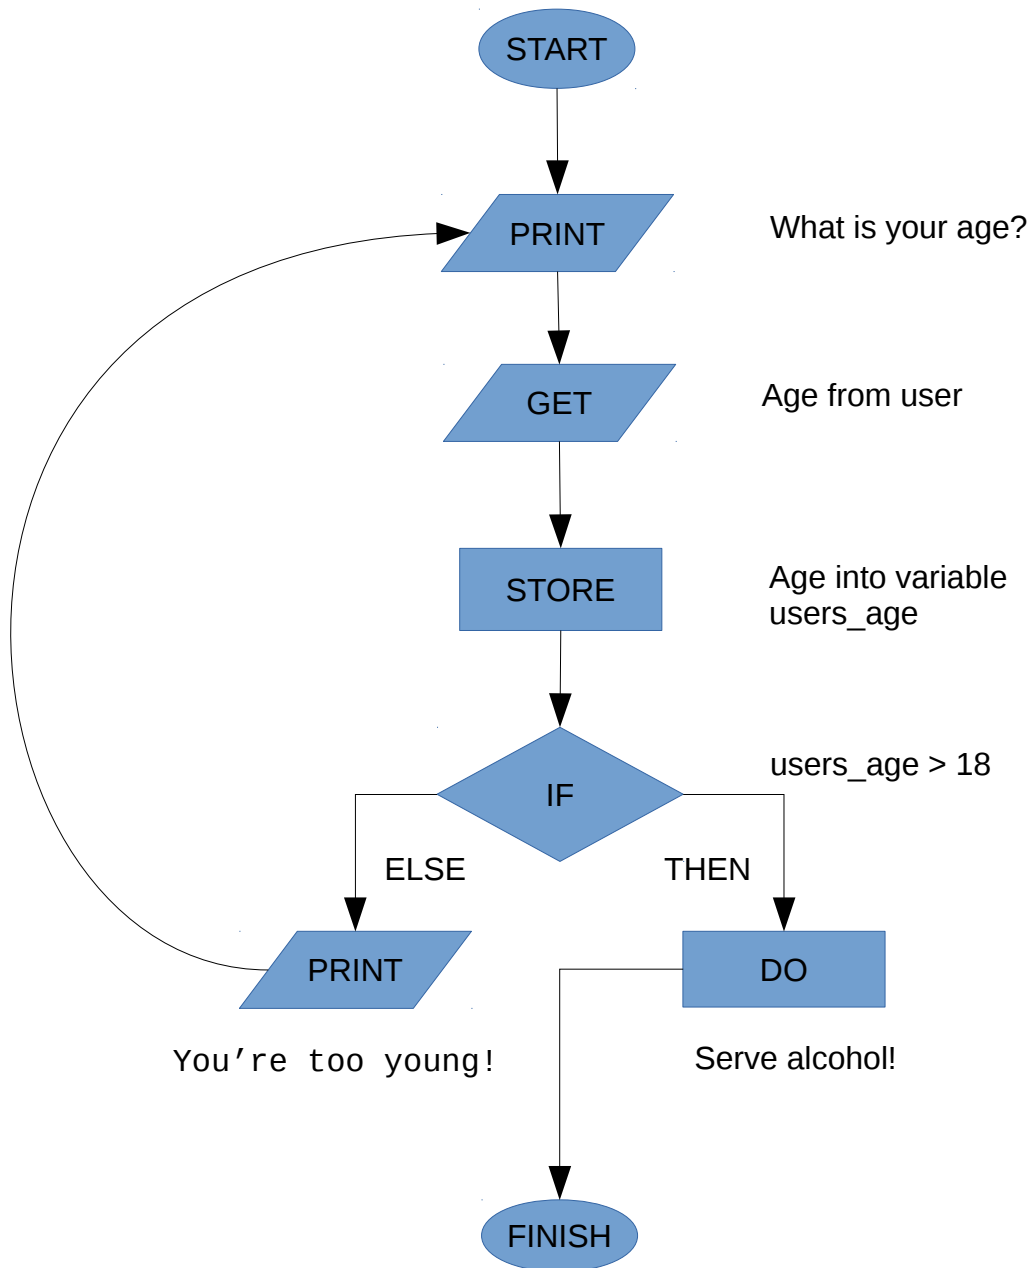 START
PRINT
What is your age?
GET
Age from user
STORE
Age into variable
users_age
users_age > 18
IF
ELSE
THEN
PRINT
DO
You’re too young!
Serve alcohol!
FINISH